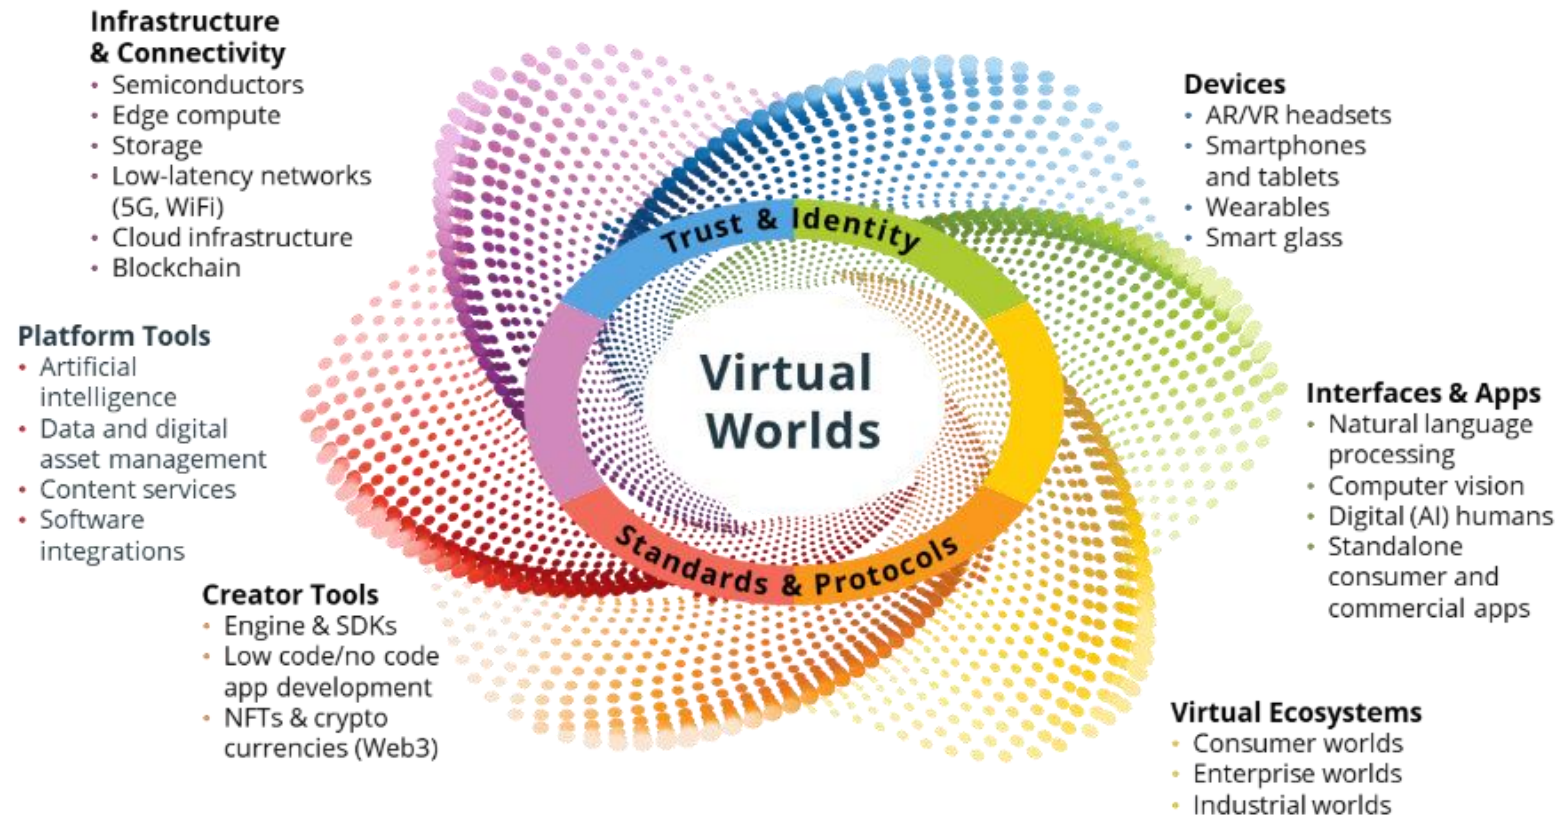 Infrastructure
& Connectivity
• Semiconductors
• Edge compute
• Storage
• Low-latency networks
(5G, WiFi)
• Cloud infrastructure
• Blockchain
Platform Tools
• Artificial
intelligence
• Data and digital
asset management
• Content services
• Software
integrations
Creator Tools
• Engine & SDKs
• Low code/no code
app development
• NFTs & crypto
currencies (Web3)
Trust & Identity
Virtual
Worlds
Standards & Protocols
Devices
• AR/VR headsets
• Smartphones
and tablets
• Wearables
• Smart glass
Interfaces & Apps
• Natural language
processing
• Computer vision
• Digital (AI) humans
• Standalone
consumer and
commercial apps
Virtual Ecosystems
• Consumer worlds
• Enterprise worlds
• Industrial worlds